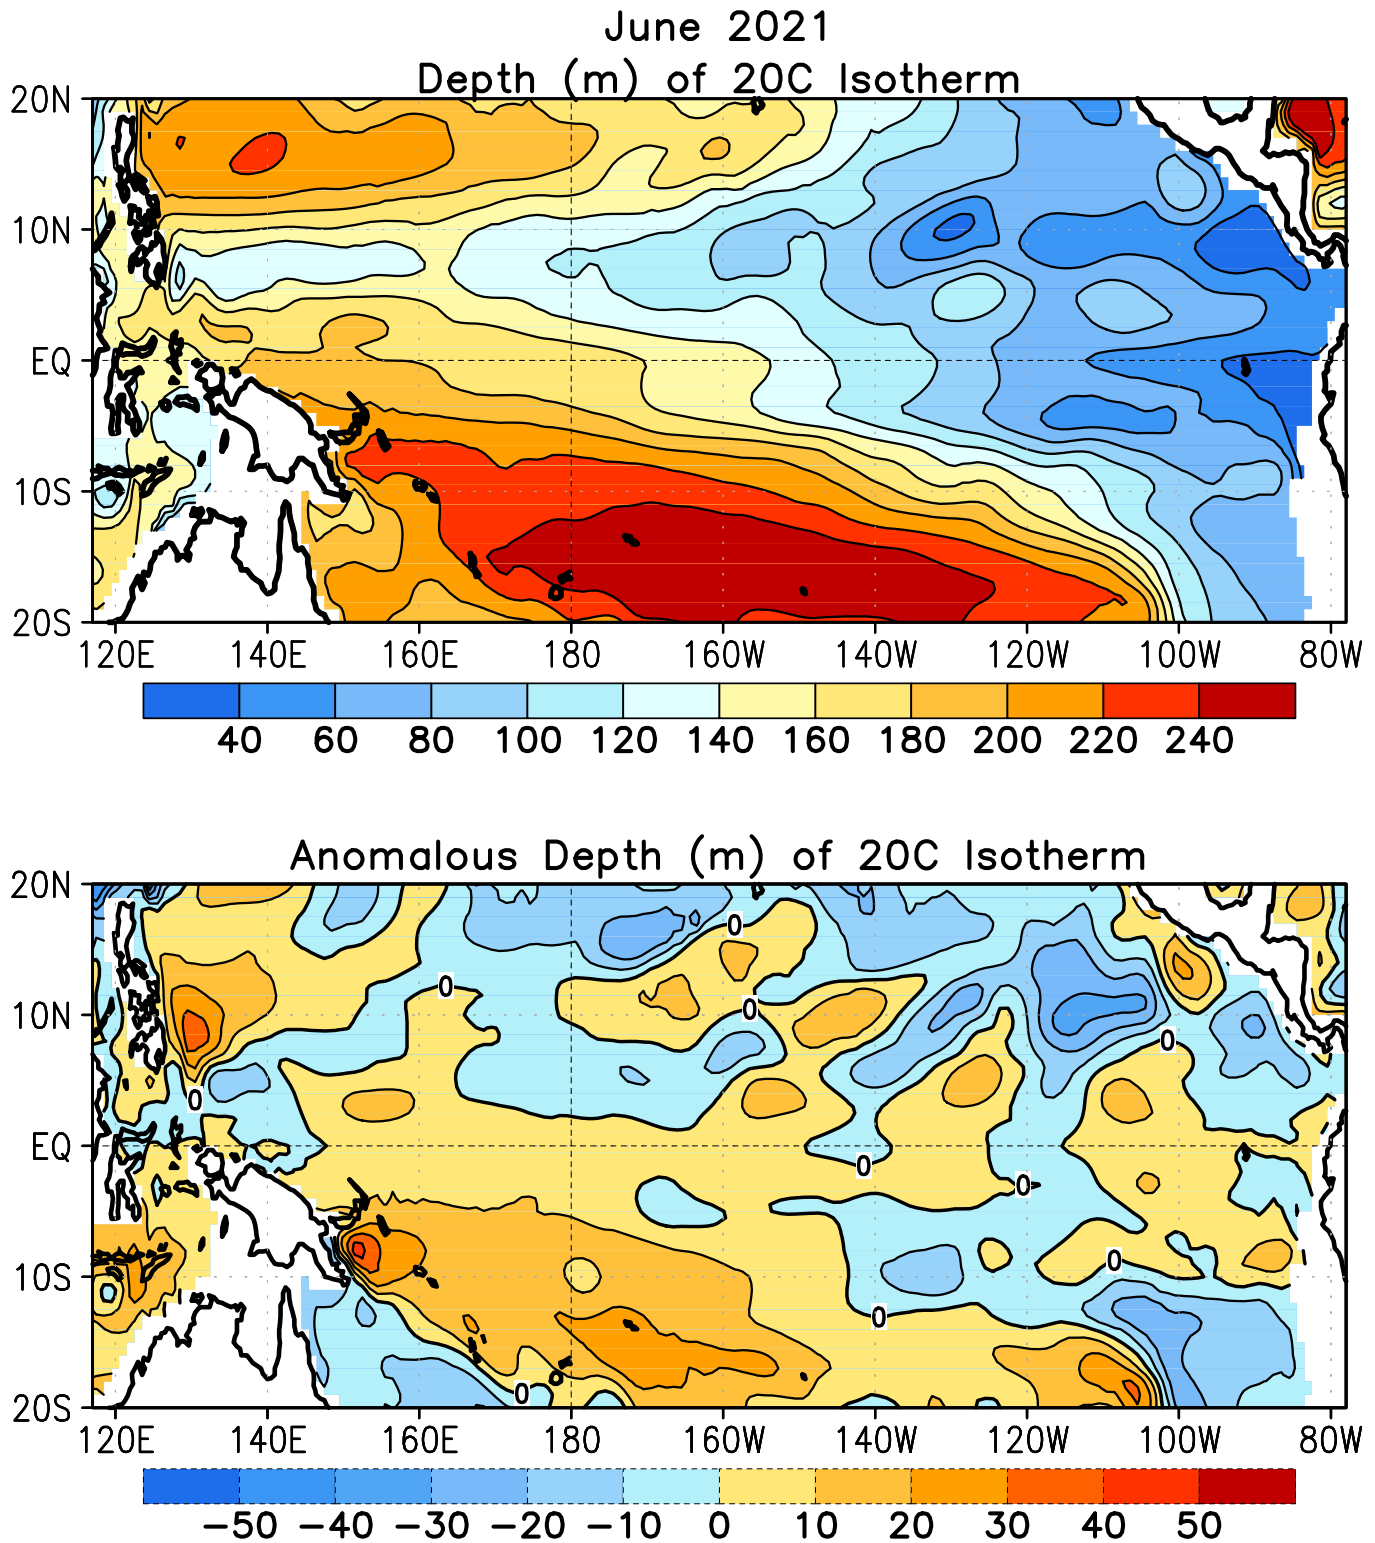 June 2021
Depth (m) of 20C Isotherm
20N
10N
EQ
10S
20S
120E 140E 160E 180 160W 140W 120W 100W 80W
40 60 80 100 120 140 160 180 200 220 240
Anomalous Depth (m) of 20C Isotherm
20N
0
0
10N
0
0
0
EQ
0
0
0
10S
0
0
20S
120E 140E 160E 180 160W 140W 120W 100W 80W
−50 −40 −30 −20 −10 0 10 20 30 40 50